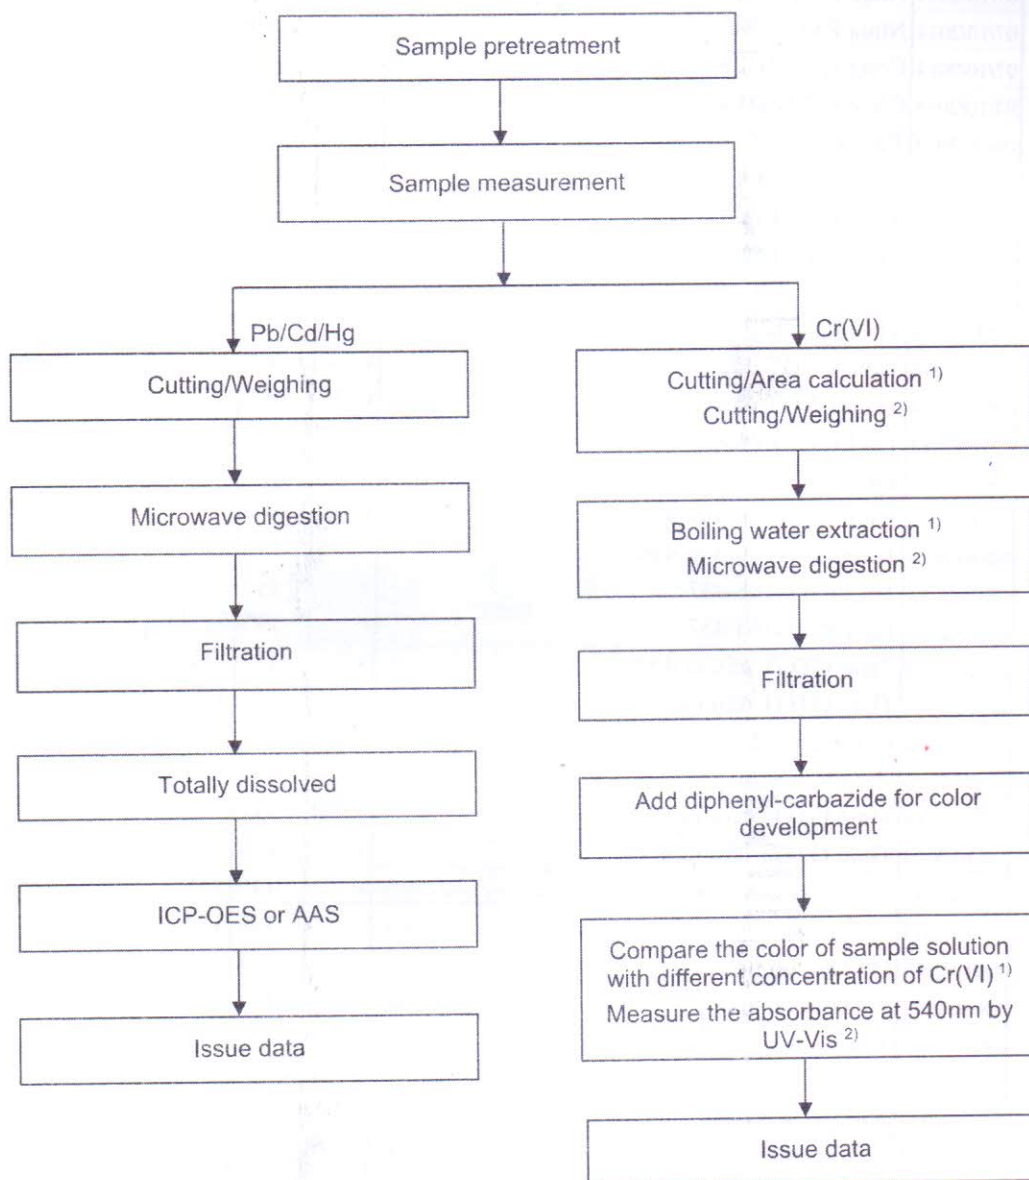 Sample pretreatment
Sample measurement
Pb/Cd/Hg
Cutting/Weighing
Microwave digestion
Filtration
Totally dissolved
ICP-OES or AAS
Issue data
Cr(VI)
Cutting/Area calculation 1)
Cutting/Weighing 2)
Boiling water extraction 1)
Microwave digestion 2)
Filtration
Add diphenyl-carbazide for color
development
Compare the color of sample solution
with different concentration of Cr(VI) 1)
Measure the absorbance at 540nm by
UV-Vis 2)
Issue data